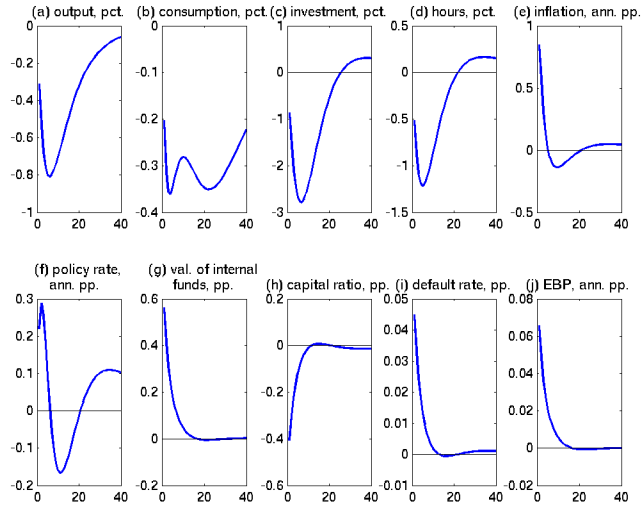 (a) output, pct.
(b) consumption, pct.
(c) investment, pct.
(d) hours, pct.
(e) inflation, ann. pp.
0
-0.2
-0.4
-0.6
-0.8
-1
0 20 40
0
-0.1
-0.2
-0.3
-0.4
0 20 40
1
0
-1
-2
-3
0 20 40
0.5
0
-0.5
-1
-1.5
0 20 40
1
0.5
0
-0.5
0 20 40
(f) policy rate,
ann. pp.
(g) val. of internal
funds, pp.
(h) capital ratio, pp.
(i) default rate, pp.
(j) EBP, ann. pp.
0.3
0.2
0.1
0
-0.1
-0.2
0 20 40
0.6
0.4
0.2
0
-0.2
0 20 40
0.2
0
-0.2
-0.4
-0.6
0 20 40
0.05
0.04
0.03
0.02
0.01
0
-0.01
0 20 40
0.08
0.06
0.04
0.02
0
-0.02
0 20 40